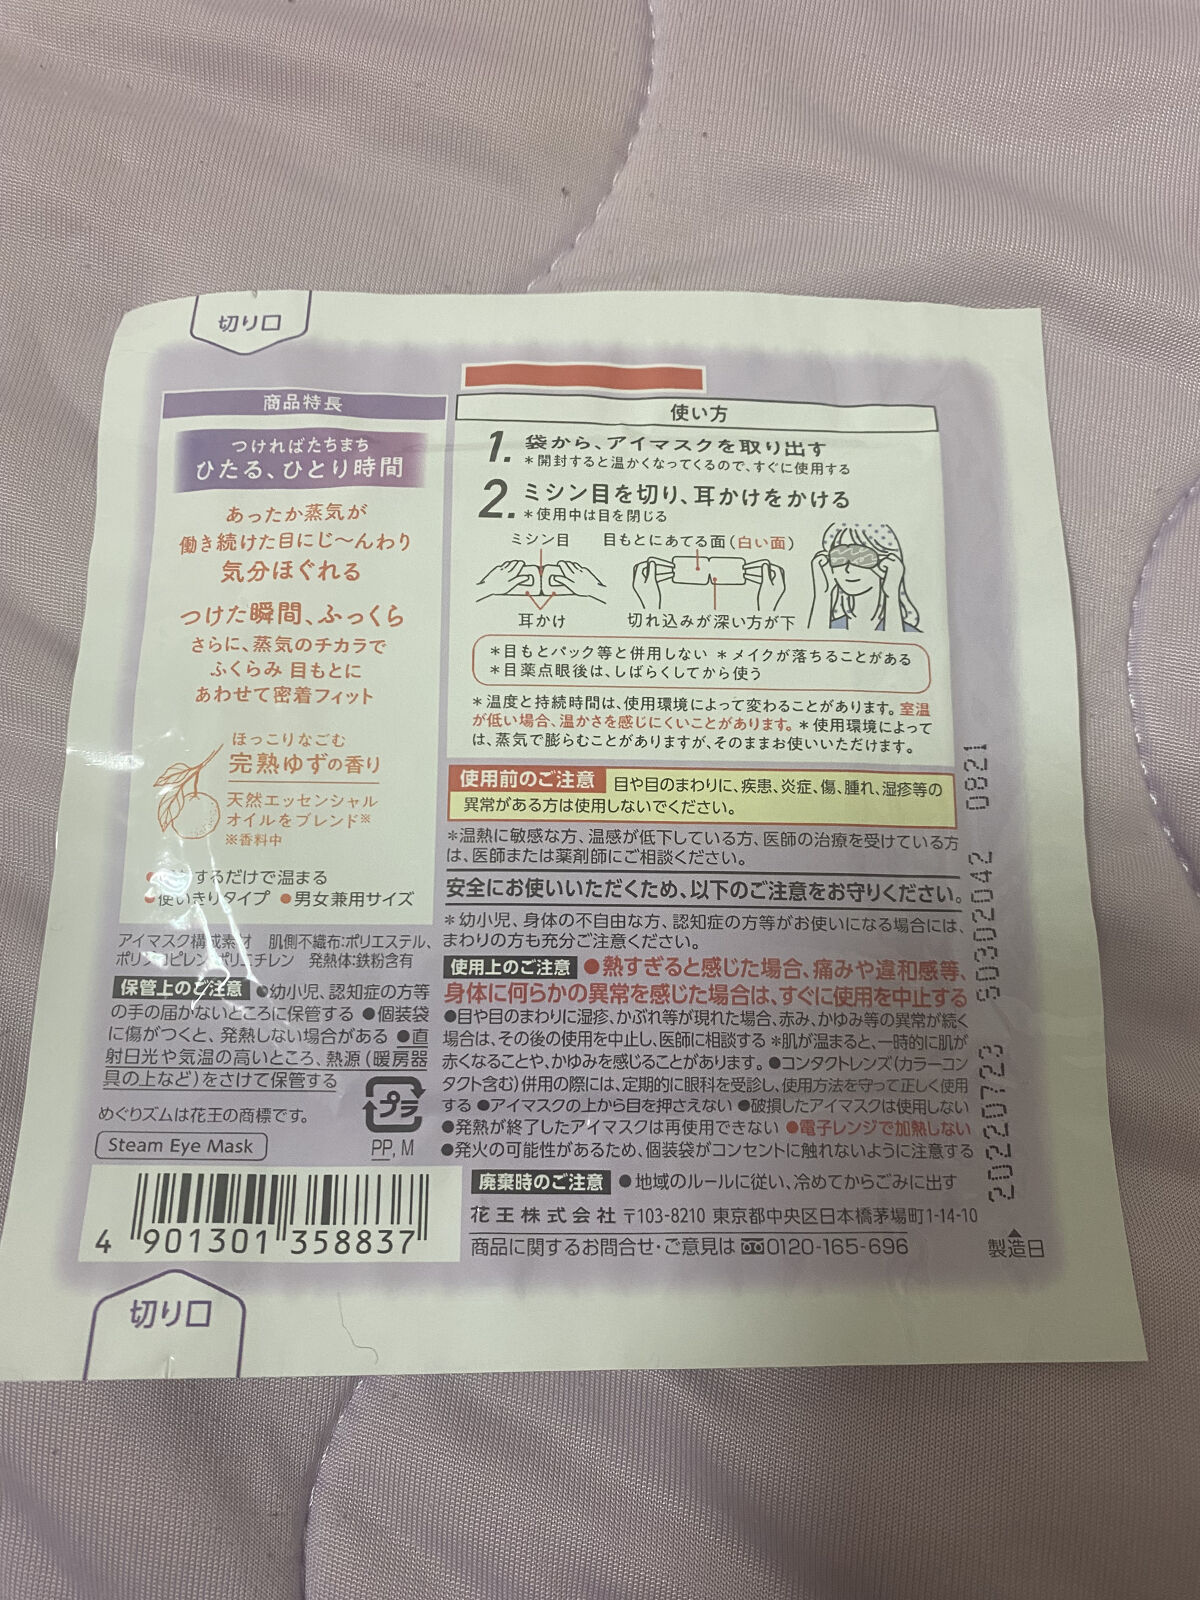 切り口
商品特長
つければたちまち
ひたる、ひとり時間
あったか蒸気が
働き続けた目にじ〜んわり
気分ほぐれる
つけた瞬間、ふっくら
さらに、蒸気のチカラで
ふくらみ 目もとに
あわせて密着フィット
ほっこりなごむ
完熟ゆずの香り
天然エッセンシャル
オイルをブレンド※
※香料中
するだけで温まる
●使いきりタイプ ●男女兼用サイズ
アイマスク構成素材 肌側不織布:ポリエステル、
ポリプロピレン、ポリエチレン 発熱体:鉄粉含有
保管上のご注意 ●幼小児、認知症の方等
の手の届かないところに保管する ●個装袋
に傷がつくと、発熱しない場合がある ●直
射日光や気温の高いところ、熱源(暖房器
具の上など)をさけて保管する
めぐりズムは花王の商標です。
Steam Eye Mask
プラ
PP, M
4 901301 358837
切り口
使い方
1. 袋から、アイマスクを取り出す
＊開封すると温かくなってくるので、すぐに使用する
2. ミシン目を切り、耳かけをかける
＊使用中は目を閉じる
ミシン目 目もとにあてる面(白い面)
耳かけ 切れ込みが深い方が下
＊目もとパック等と併用しない ＊メイクが落ちることがある
＊目薬点眼後は、しばらくしてから使う
＊温度と持続時間は、使用環境によって変わることがあります。室温
が低い場合、温かさを感じにくいことがあります。＊使用環境によって
は、蒸気で膨らむことがありますが、そのままお使いいただけます。
使用前のご注意 目や目のまわりに、疾患、炎症、傷、腫れ、湿疹等の
異常がある方は使用しないでください。
＊温熱に敏感な方、温感が低下している方、医師の治療を受けている方
は、医師または薬剤師にご相談ください。
安全にお使いいただくため、以下のご注意をお守りください。
＊幼小児、身体の不自由な方、認知症の方等がお使いになる場合には、
まわりの方も充分ご注意ください。
使用上のご注意 ●熱すぎると感じた場合、痛みや違和感等、
身体に何らかの異常を感じた場合は、すぐに使用を中止する
●目や目のまわりに湿疹、かぶれ等が現れた場合、赤み、かゆみ等の異常が続く
場合は、その後の使用を中止し、医師に相談する ＊肌が温まると、一時的に肌が
赤くなることや、かゆみを感じることがあります。●コンタクトレンズ(カラーコン
タクト含む)併用の際には、定期的に眼科を受診し、使用方法を守って正しく使用
する ●アイマスクの上から目を押さえない ●破損したアイマスクは使用しない
●発熱が終了したアイマスクは再使用できない ●電子レンジで加熱しない
●発火の可能性があるため、個装袋がコンセントに触れないように注意する
廃棄時のご注意 ●地域のルールに従い、冷めてからごみに出す
花王株式会社 〒103-8210 東京都中央区日本橋茅場町1-14-10
商品に関するお問合せ・ご意見は 0120-165-696
20220723 60302042 0821
製造日